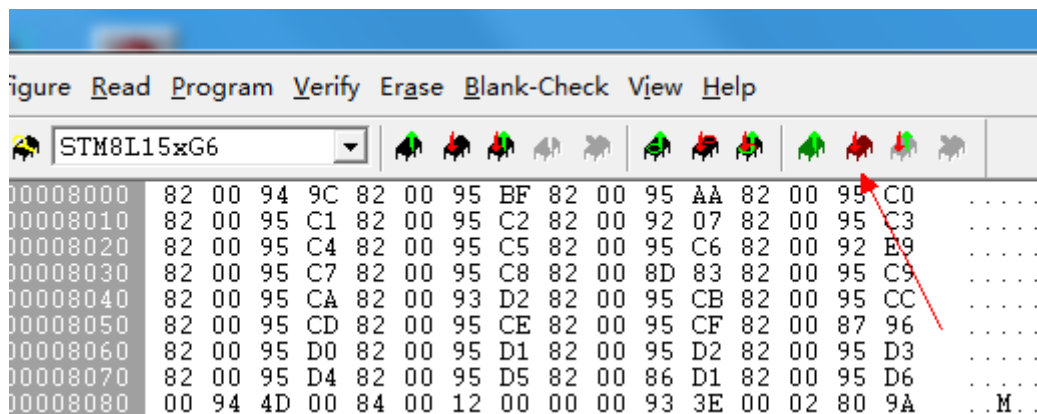 igure Read Program Verify Erase Blank-Check View Help
STM8L15xG6
00008000 82 00 94 9C 82 00 95 BF 82 00 95 AA 82 00 95 C0 .....
00008010 82 00 95 C1 82 00 95 C2 82 00 92 07 82 00 95 C3 .....
00008020 82 00 95 C4 82 00 95 C5 82 00 95 C6 82 00 92 E9 .....
00008030 82 00 95 C7 82 00 95 C8 82 00 8D 83 82 00 95 C9 .....
00008040 82 00 95 CA 82 00 93 D2 82 00 95 CB 82 00 95 CC .....
00008050 82 00 95 CD 82 00 95 CE 82 00 95 CF 82 00 87 96 .....
00008060 82 00 95 D0 82 00 95 D1 82 00 95 D2 82 00 95 D3 .....
00008070 82 00 95 D4 82 00 95 D5 82 00 86 D1 82 00 95 D6 .....
00008080 00 94 4D 00 84 00 12 00 00 00 93 3E 00 02 80 9A ..M..